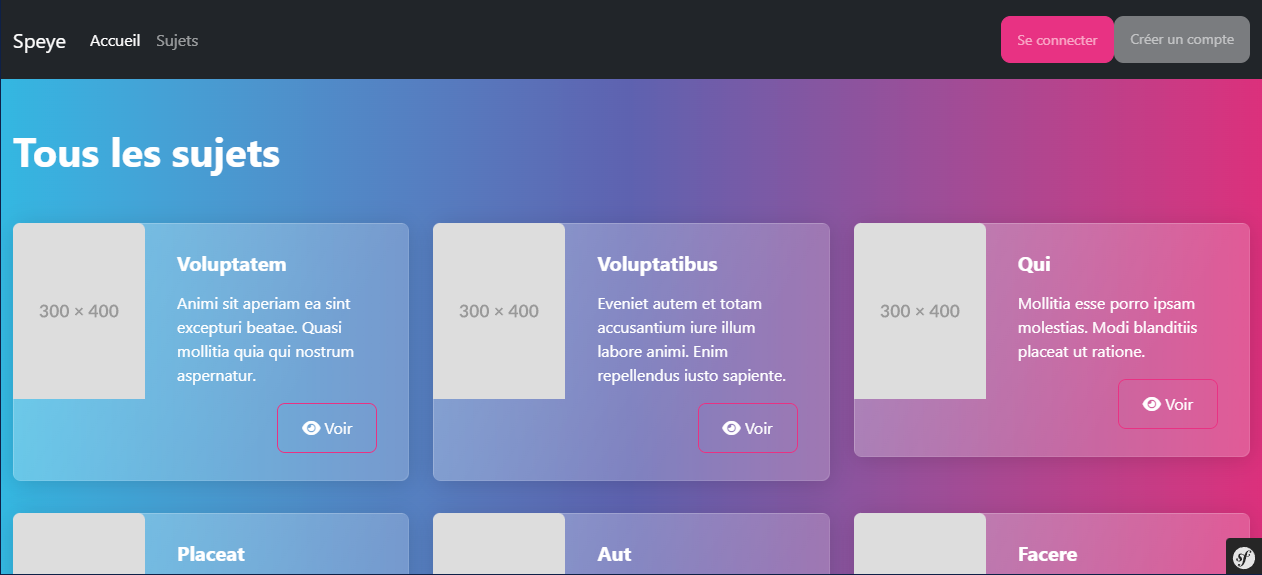 Speye Accueil Sujets Se connecter Créer un compte
Tous les sujets
300 × 400
Voluptatem
Animi sit aperiam ea sint
excepturi beatae. Quasi
mollitia quia qui nostrum
aspernatur.
Voir
300 × 400
Voluptatibus
Eveniet autem et totam
accusantium iure illum
labore animi. Enim
repellendus iusto sapiente.
Voir
300 × 400
Qui
Mollitia esse porro ipsam
molestias. Modi blanditiis
placeat ut ratione.
Voir
Placeat
Aut
Facere
sf